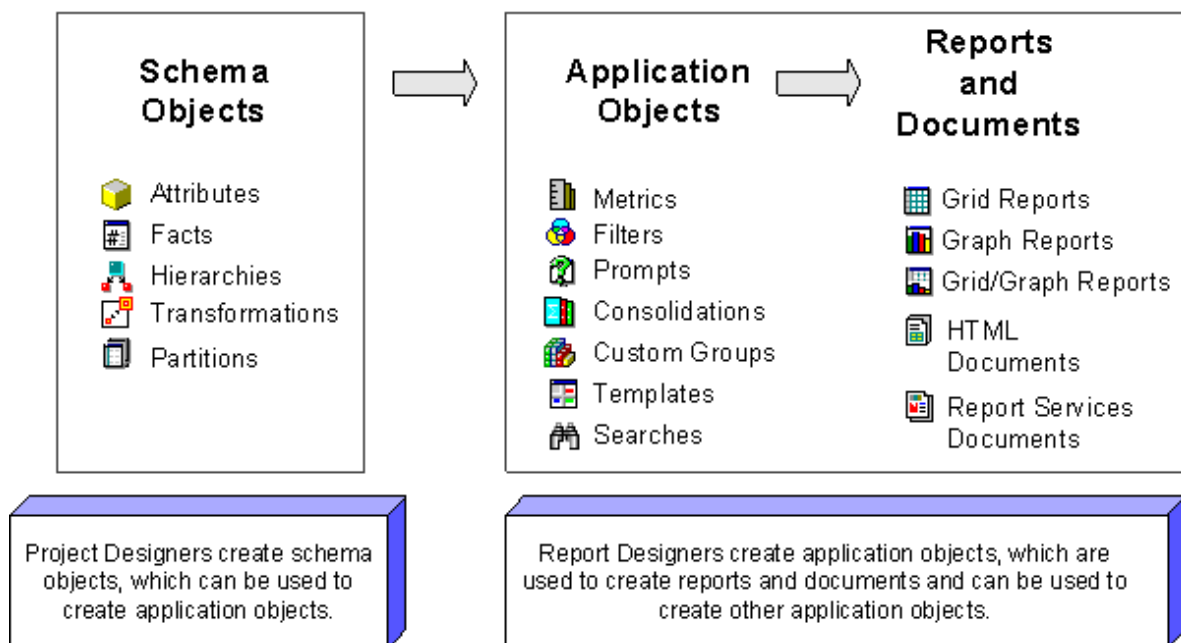 Schema
Objects
Attributes
#
Facts
Hierarchies
Transformations
Partitions
Application
Objects
Metrics
Filters
?
Prompts
Σ
Consolidations
Custom Groups
Templates
Searches
Reports
and
Documents
Grid Reports
Graph Reports
Grid/Graph Reports
HTML
Documents
Report Services
Documents
Project Designers create schema
objects, which can be used to
create application objects.
Report Designers create application objects, which are
used to create reports and documents and can be used to
create other application objects.